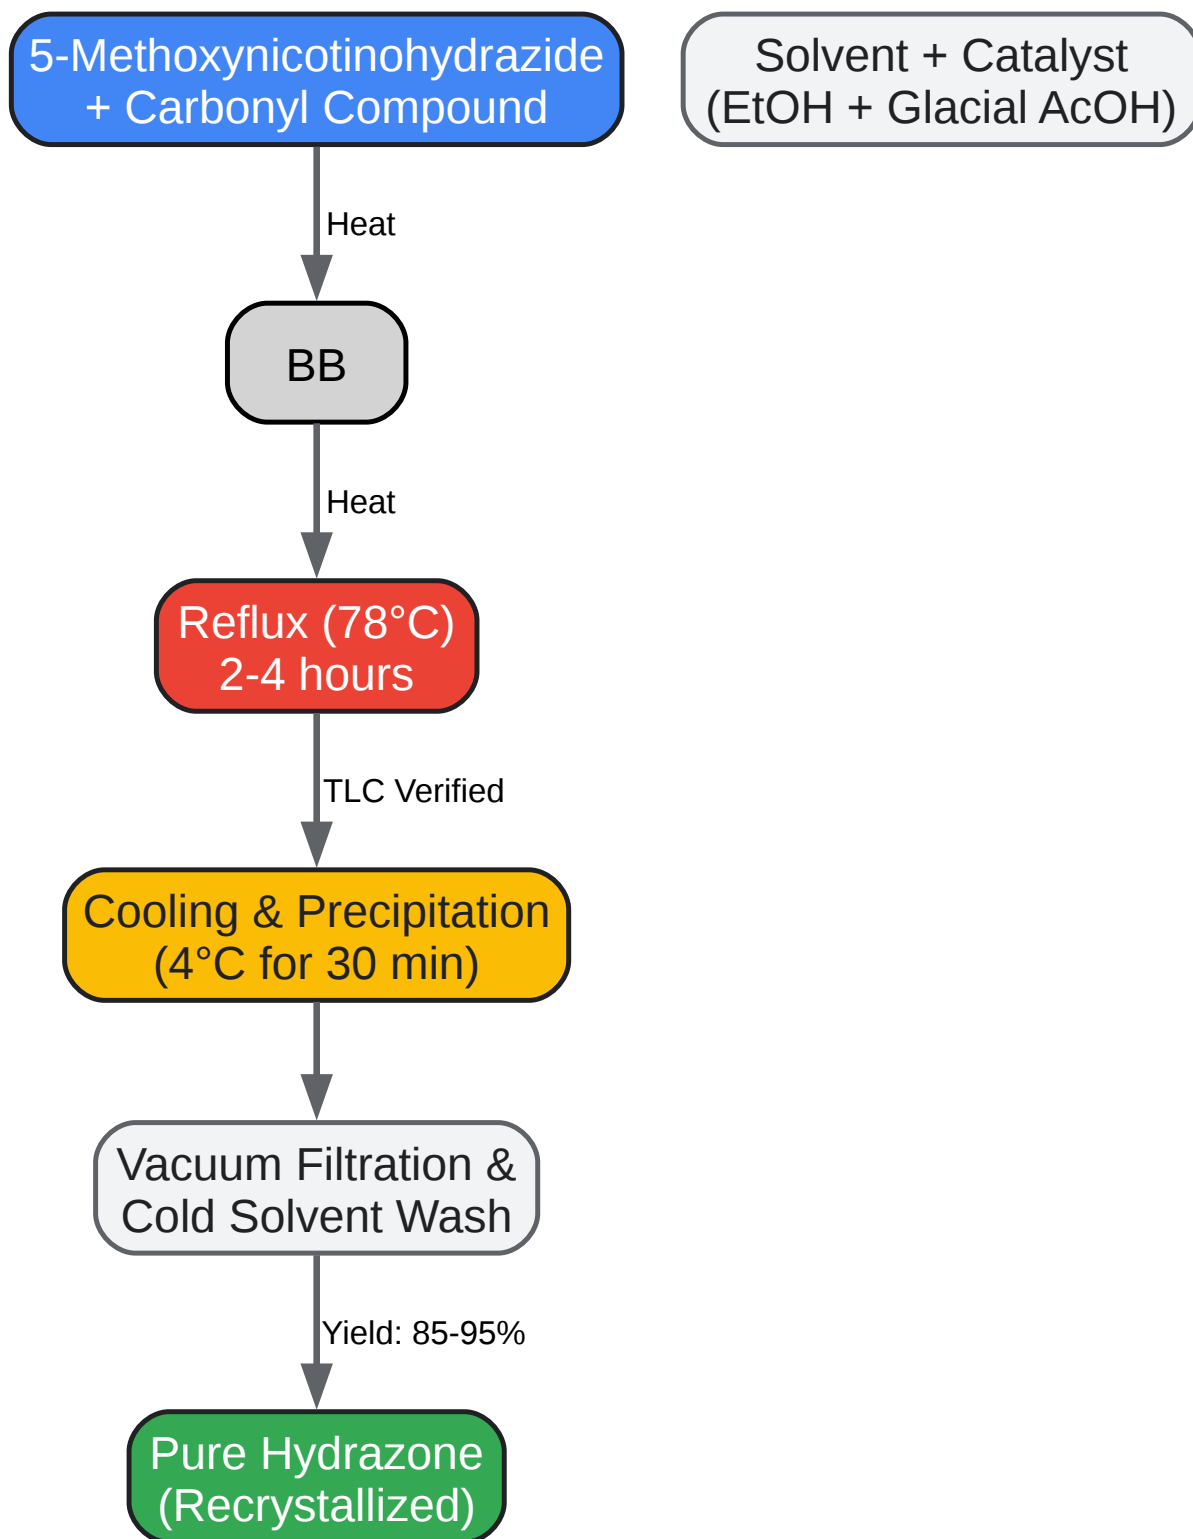 5-Methoxynicotinohydrazide
+ Carbonyl Compound
Solvent + Catalyst
(EtOH + Glacial AcOH)
Heat
BB
Heat
Reflux (78°C)
2-4 hours
TLC Verified
Cooling & Precipitation
(4°C for 30 min)
Vacuum Filtration &
Cold Solvent Wash
Yield: 85-95%
Pure Hydrazone
(Recrystallized)